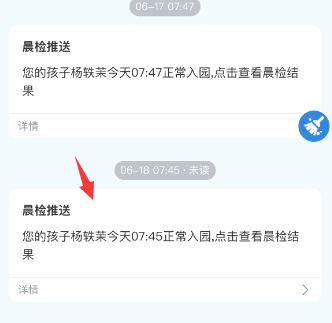 06-17 07:47
晨检推送
您的孩子杨轶茉今天07:47正常入园,点击查看晨检结
果
详情
06-18 07:45 · 未读
晨检推送
您的孩子杨轶茉今天07:45正常入园,点击查看晨检结
果
详情